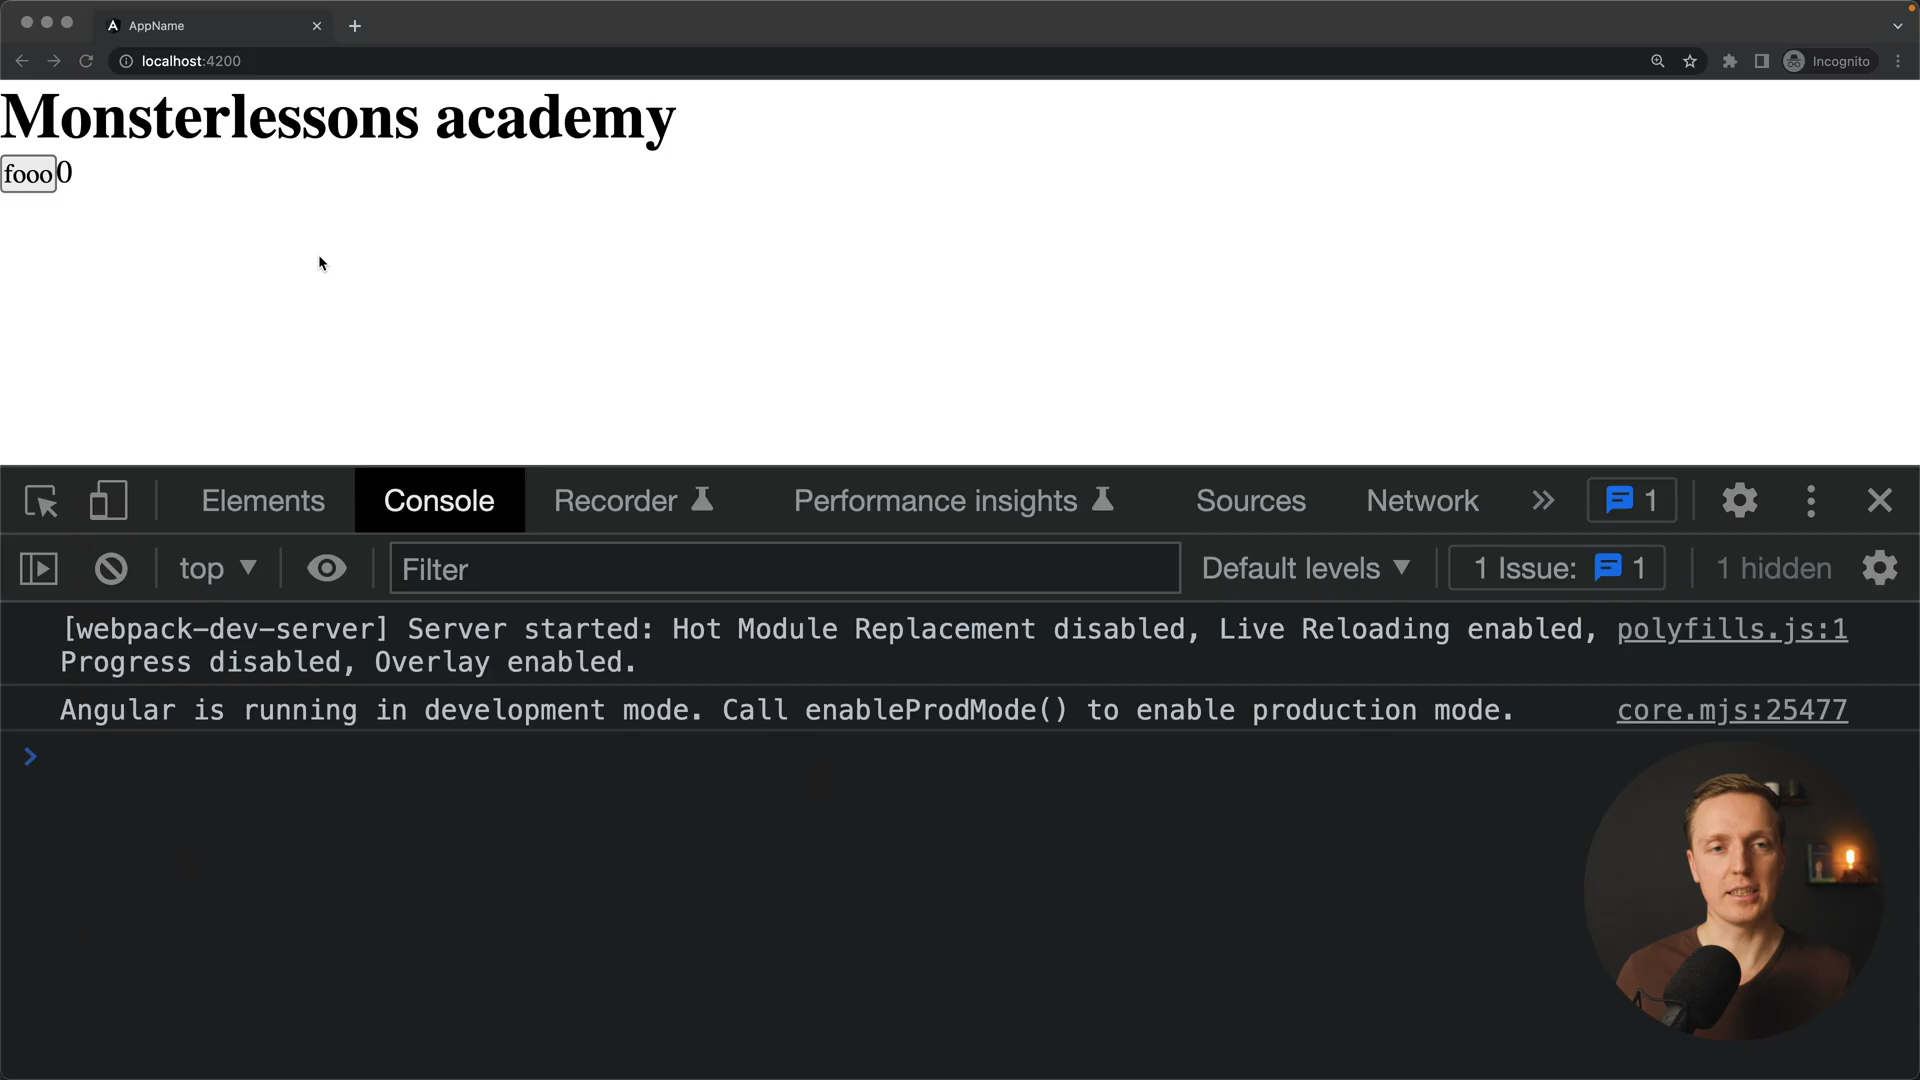 AppName
localhost:4200
Incognito
Monsterlessons academy
fooo 0
Elements Console Recorder Performance insights Sources Network 1
top Filter Default levels 1 Issue: 1 1 hidden
[webpack-dev-server] Server started: Hot Module Replacement disabled, Live Reloading enabled, polyfills.js:1
Progress disabled, Overlay enabled.
Angular is running in development mode. Call enableProdMode() to enable production mode. core.mjs:25477